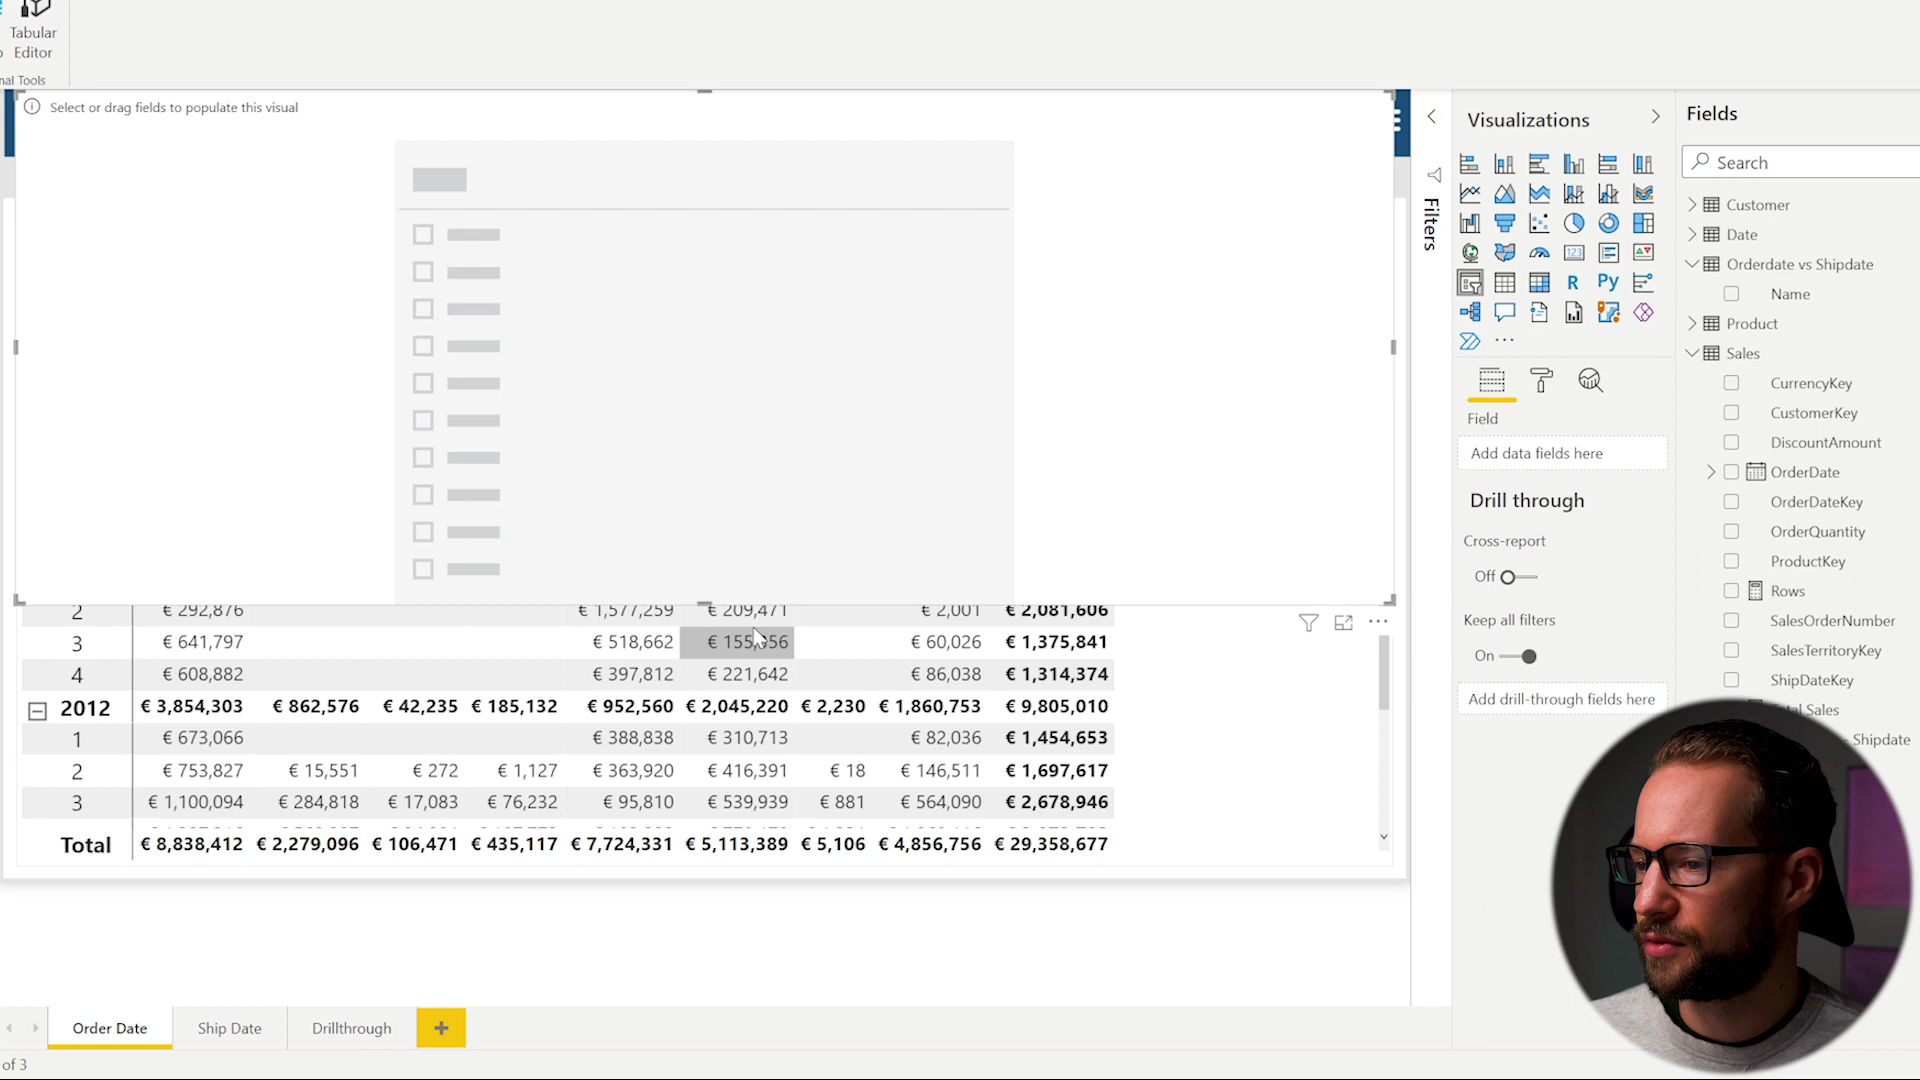 Tabular
Editor
nal Tools
Select or drag fields to populate this visual
2 € 292,876 € 1,577,259 € 209,471 € 2,001 € 2,081,606
3 € 641,797 € 518,662 € 60,026 € 1,375,841
4 € 608,882 € 397,812 € 221,642 € 86,038 € 1,314,374
2012 € 3,854,303 € 862,576 € 42,235 € 185,132 € 952,560 € 2,045,220 € 2,230 € 1,860,753 € 9,805,010
1 € 673,066 € 388,838 € 310,713 € 82,036 € 1,454,653
2 € 753,827 € 15,551 € 272 € 1,127 € 363,920 € 416,391 € 18 € 146,511 € 1,697,617
3 € 1,100,094 € 284,818 € 17,083 € 76,232 € 95,810 € 539,939 € 881 € 564,090 € 2,678,946
Total € 8,838,412 € 2,279,096 € 106,471 € 435,117 € 7,724,331 € 5,113,389 € 5,106 € 4,856,756 € 29,358,677
Order Date
Ship Date
Drillthrough
+
of 3
Filters
Visualizations
123
R
Py
...
Field
Add data fields here
Drill through
Cross-report
Off
Keep all filters
On
Add drill-through fields here
Fields
Search
Customer
Date
Orderdate vs Shipdate
Name
Product
Sales
CurrencyKey
CustomerKey
DiscountAmount
OrderDate
OrderDateKey
OrderQuantity
ProductKey
Rows
SalesOrderNumber
SalesTerritoryKey
ShipDateKey
Sales
Shipdate